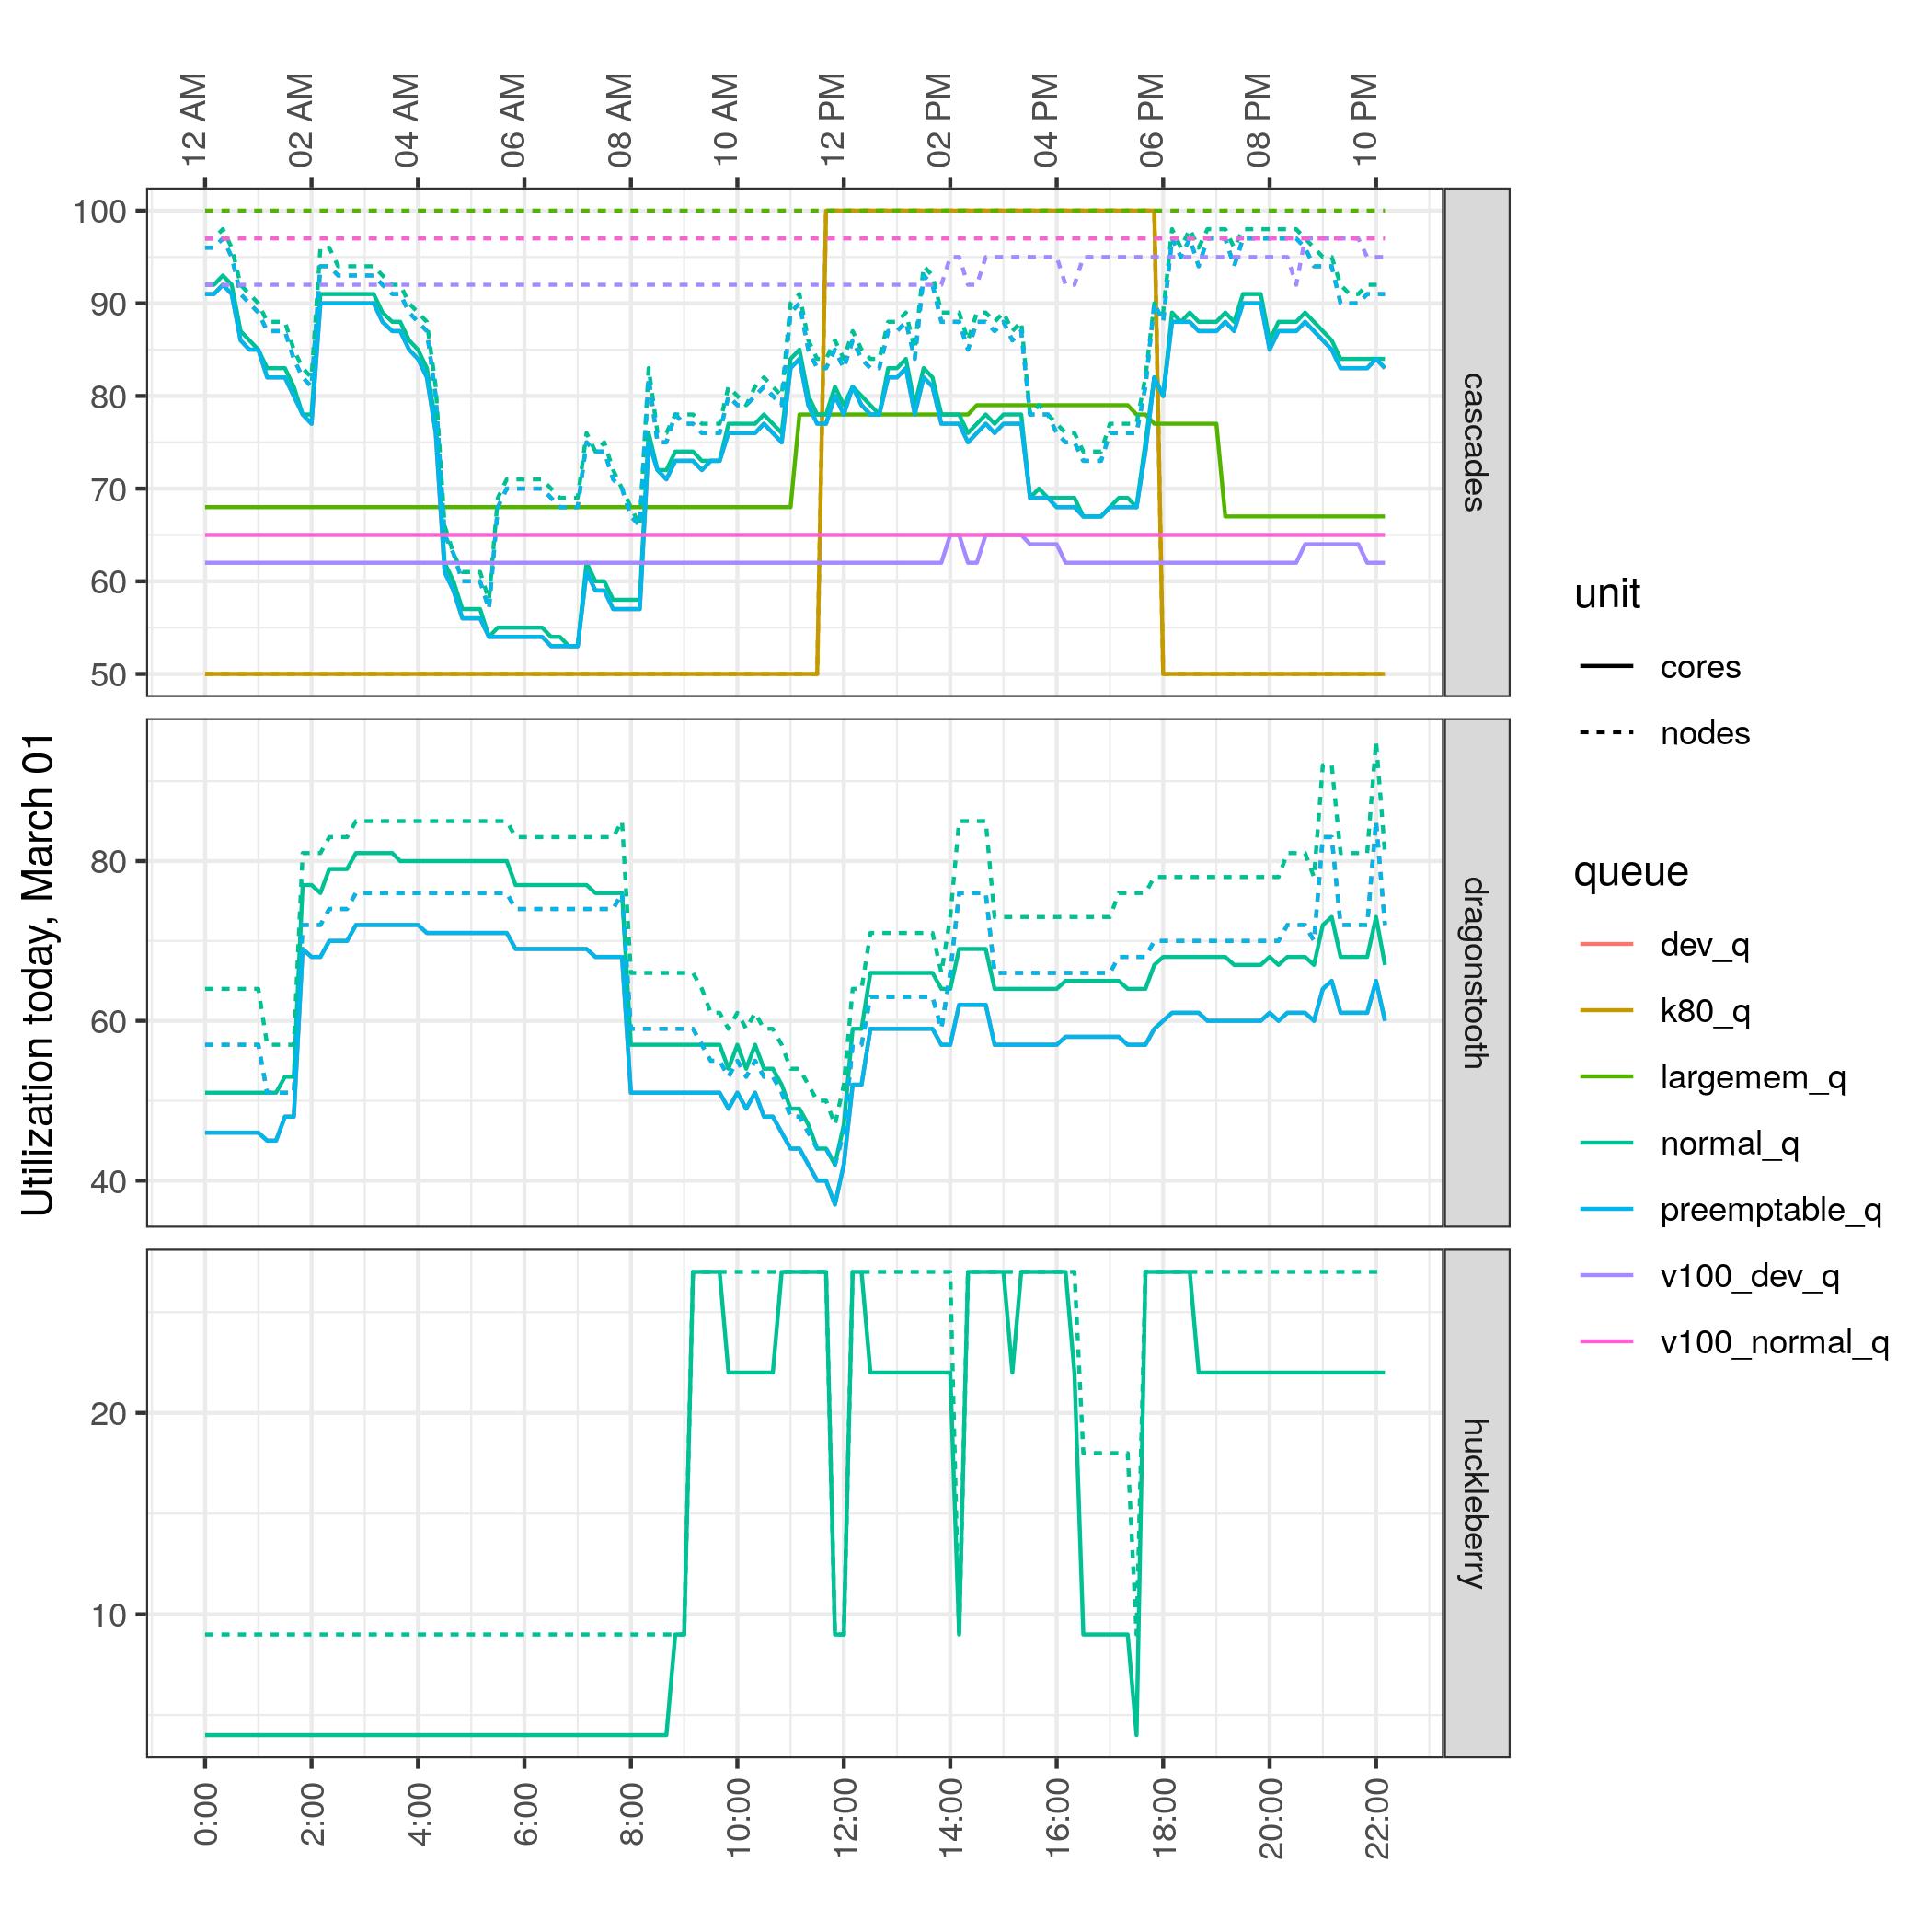 12 AM
02 AM
04 AM
06 AM
08 AM
10 AM
12 PM
02 PM
04 PM
06 PM
08 PM
10 PM
Utilization today, March 01
100
90
80
70
60
50
cascades
80
60
40
dragonstooth
20
10
huckleberry
0:00
2:00
4:00
6:00
8:00
10:00
12:00
14:00
16:00
18:00
20:00
22:00
unit
cores
nodes
queue
dev_q
k80_q
largemem_q
normal_q
preemptable_q
v100_dev_q
v100_normal_q